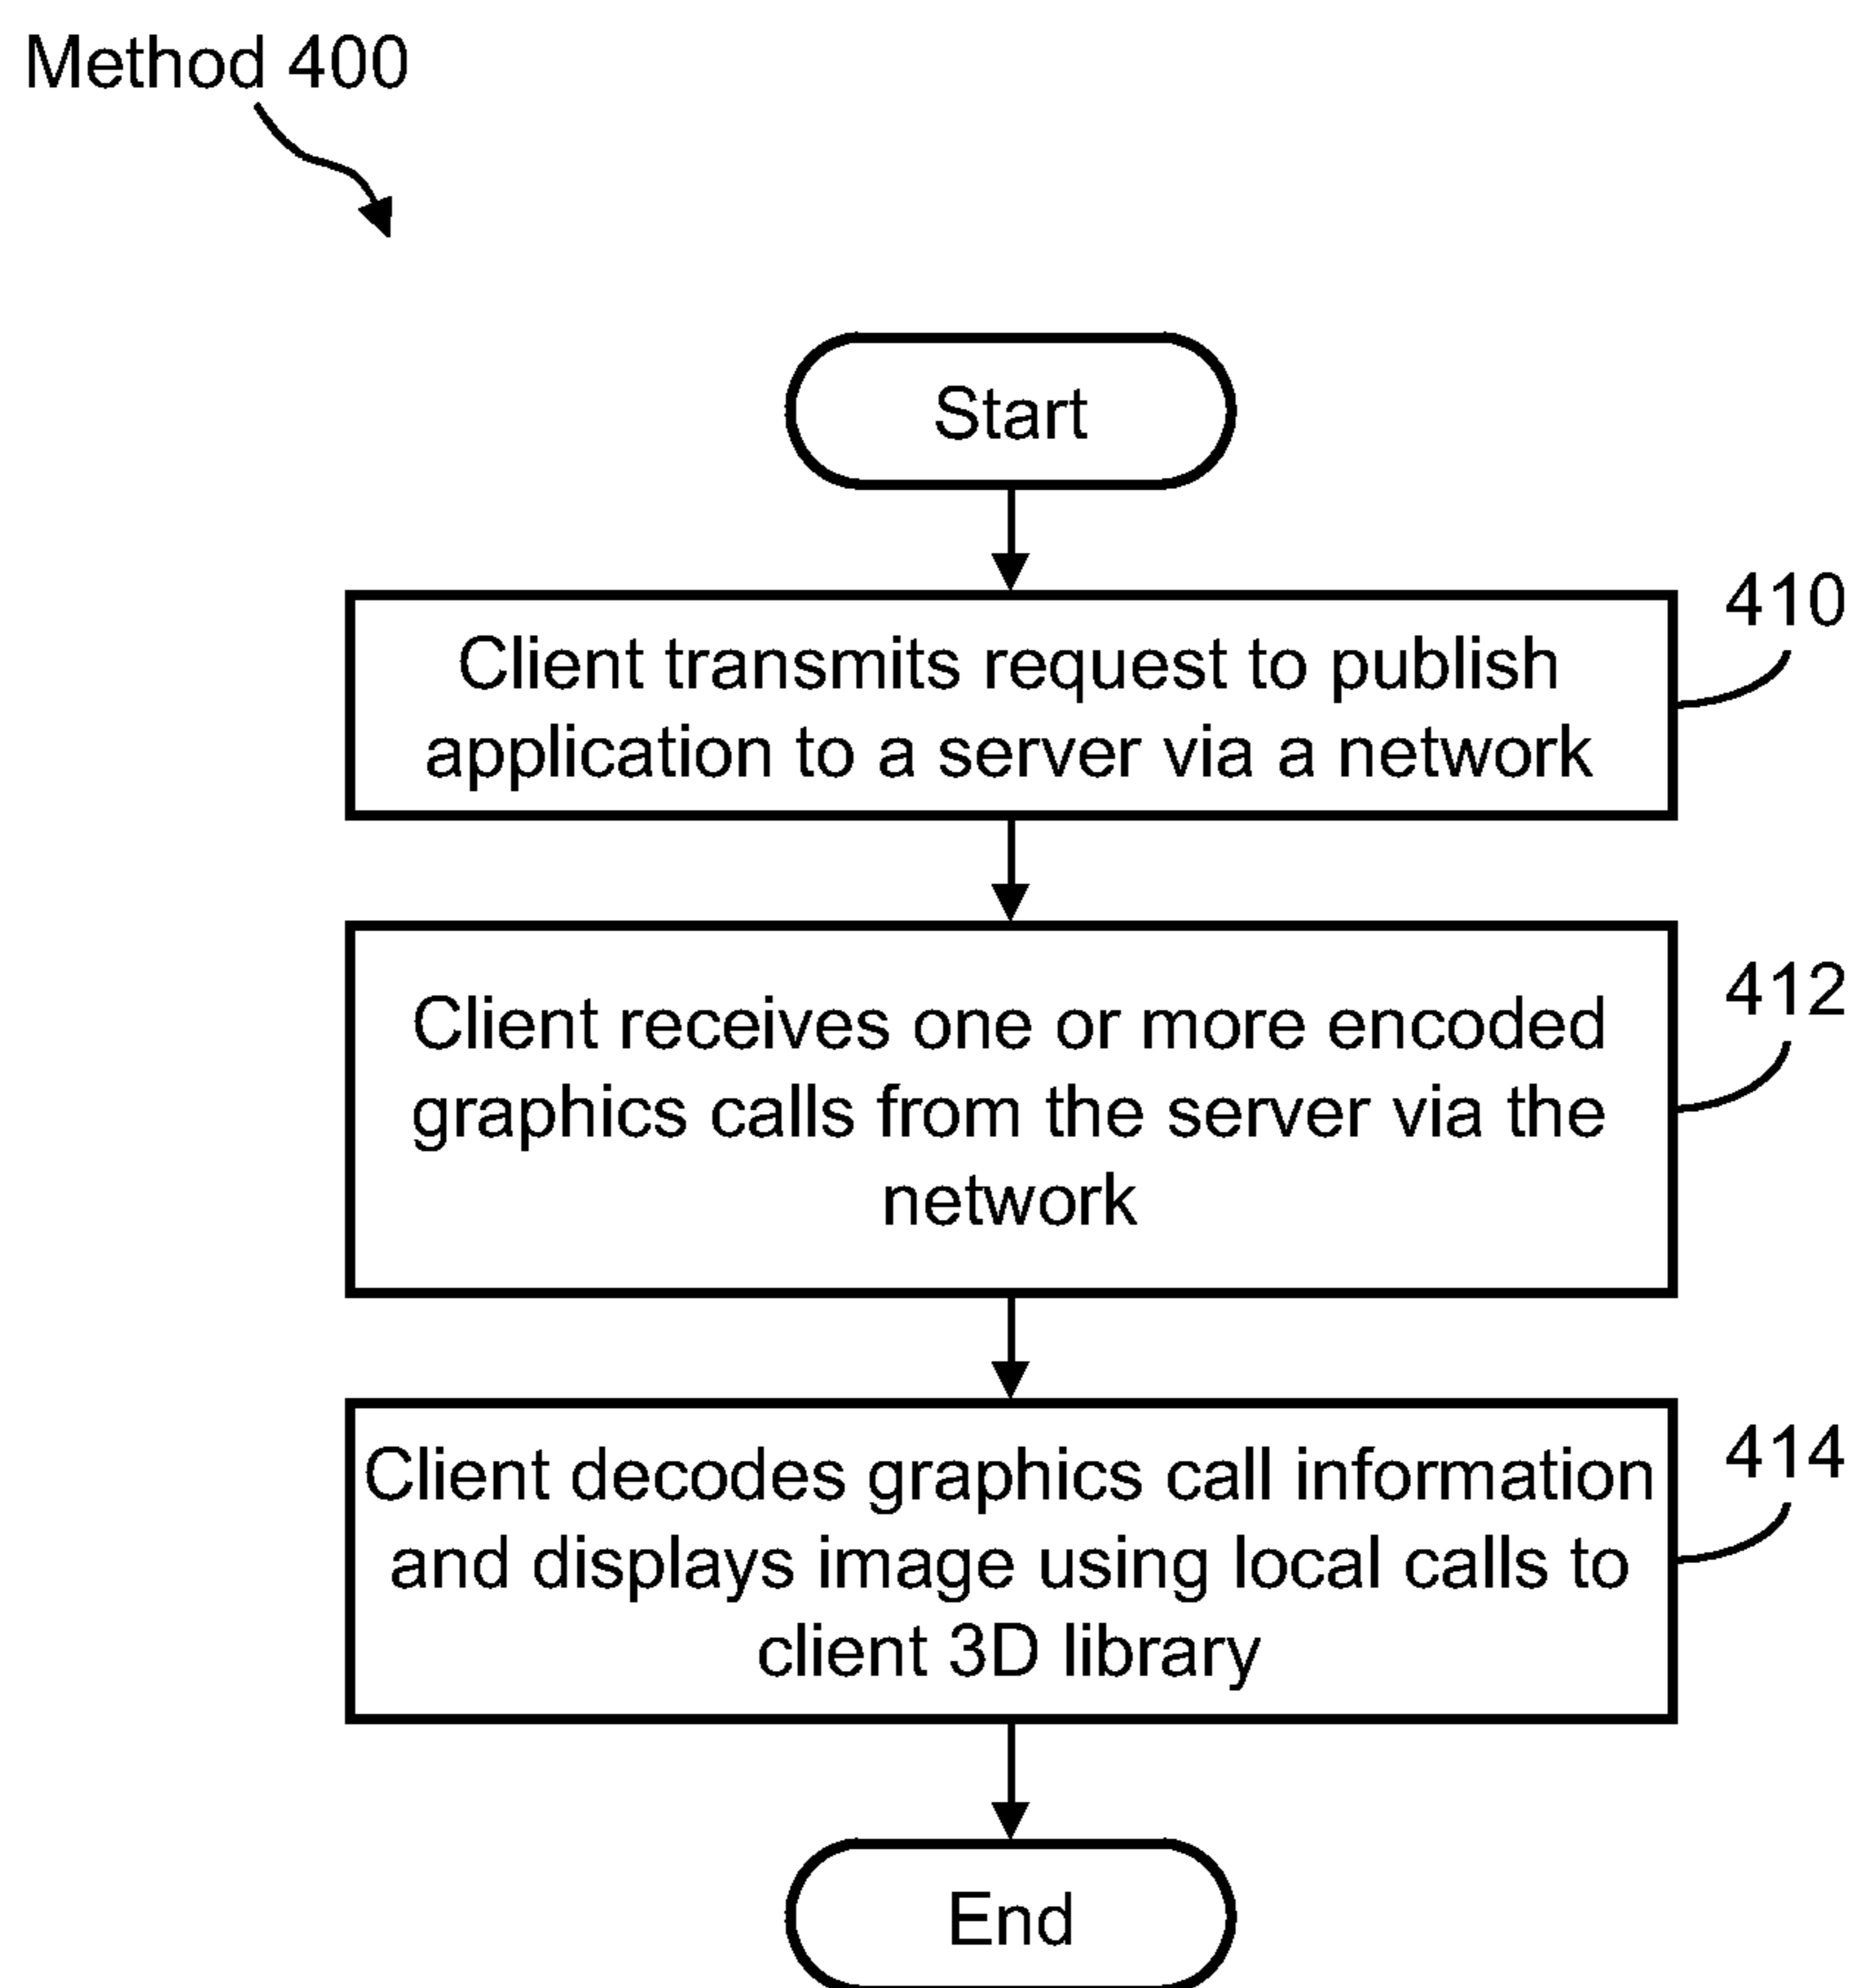 Method 400
Start
410
Client transmits request to publish
application to a server via a network
412
Client receives one or more encoded
graphics calls from the server via the
network
414
Client decodes graphics call information
and displays image using local calls to
client 3D library
End